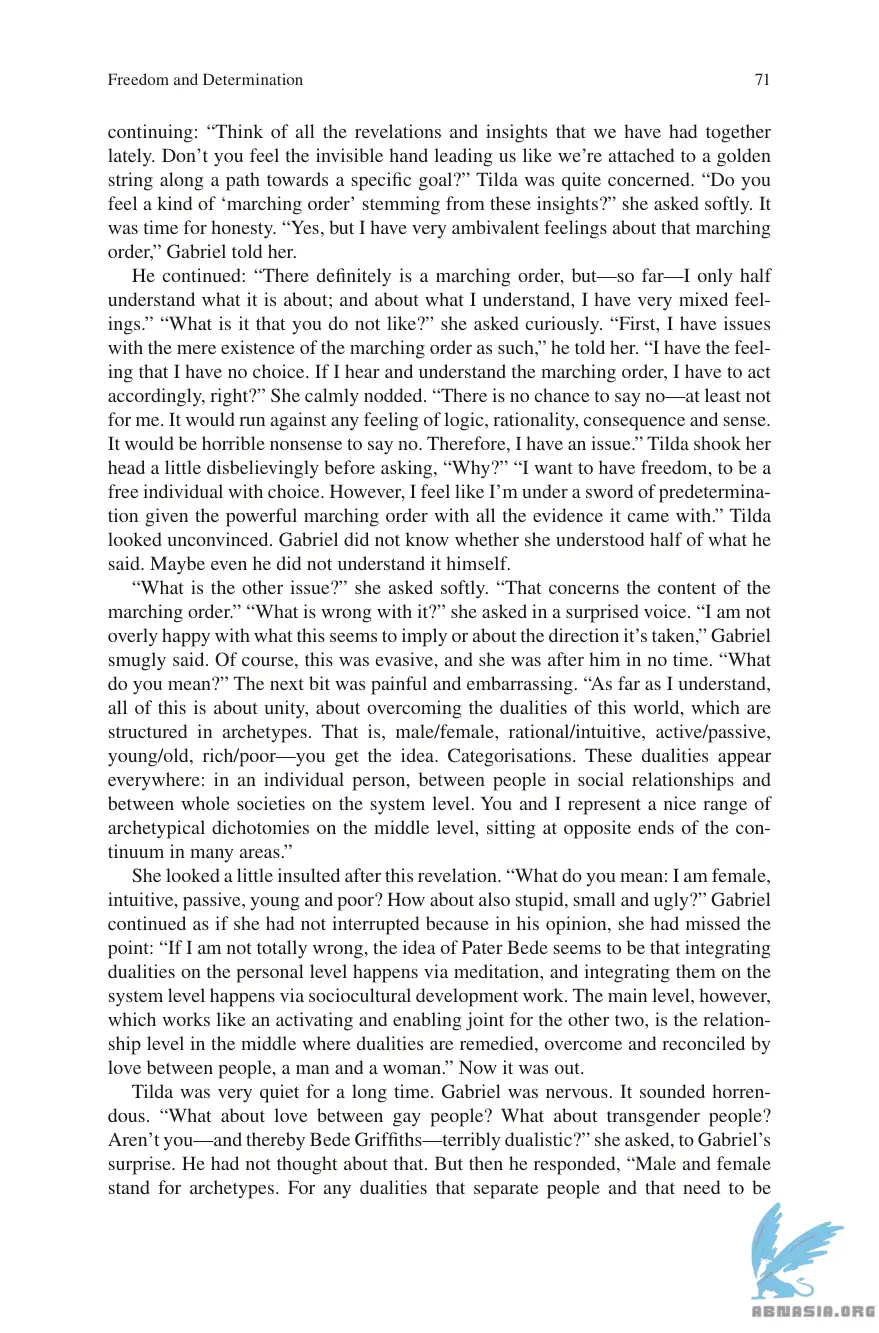 Freedom and Determination 71
continuing: “Think of all the revelations and insights that we have had together
lately. Don’t you feel the invisible hand leading us like we’re attached to a golden
string along a path towards a specific goal?” Tilda was quite concerned. “Do you
feel a kind of ‘marching order’ stemming from these insights?” she asked softly. It
was time for honesty. “Yes, but I have very ambivalent feelings about that marching
order,” Gabriel told her.
He continued: “There definitely is a marching order, but—so far—I only half
understand what it is about; and about what I understand, I have very mixed feel-
ings.” “What is it that you do not like?” she asked curiously. “First, I have issues
with the mere existence of the marching order as such,” he told her. “I have the feel-
ing that I have no choice. If I hear and understand the marching order, I have to act
accordingly, right?” She calmly nodded. “There is no chance to say no—at least not
for me. It would run against any feeling of logic, rationality, consequence and sense.
It would be horrible nonsense to say no. Therefore, I have an issue.” Tilda shook her
head a little disbelievingly before asking, “Why?” “I want to have freedom, to be a
free individual with choice. However, I feel like I’m under a sword of predetermina-
tion given the powerful marching order with all the evidence it came with.” Tilda
looked unconvinced. Gabriel did not know whether she understood half of what he
said. Maybe even he did not understand it himself.
“What is the other issue?” she asked softly. “That concerns the content of the
marching order.” “What is wrong with it?” she asked in a surprised voice. “I am not
overly happy with what this seems to imply or about the direction it’s taken,” Gabriel
smugly said. Of course, this was evasive, and she was after him in no time. “What
do you mean?” The next bit was painful and embarrassing. “As far as I understand,
all of this is about unity, about overcoming the dualities of this world, which are
structured in archetypes. That is, male/female, rational/intuitive, active/passive,
young/old, rich/poor—you get the idea. Categorisations. These dualities appear
everywhere: in an individual person, between people in social relationships and
between whole societies on the system level. You and I represent a nice range of
archetypical dichotomies on the middle level, sitting at opposite ends of the con-
tinuum in many areas.”
She looked a little insulted after this revelation. “What do you mean: I am female,
intuitive, passive, young and poor? How about also stupid, small and ugly?” Gabriel
continued as if she had not interrupted because in his opinion, she had missed the
point: “If I am not totally wrong, the idea of Pater Bede seems to be that integrating
dualities on the personal level happens via meditation, and integrating them on the
system level happens via sociocultural development work. The main level, however,
which works like an activating and enabling joint for the other two, is the relation-
ship level in the middle where dualities are remedied, overcome and reconciled by
love between people, a man and a woman.” Now it was out.
Tilda was very quiet for a long time. Gabriel was nervous. It sounded horren-
dous. “What about love between gay people? What about transgender people?
Aren’t you—and thereby Bede Griffiths—terribly dualistic?” she asked, to Gabriel’s
surprise. He had not thought about that. But then he responded, “Male and female
stand for archetypes. For any dualities that separate people and that need to be
ABNASIA.ORG